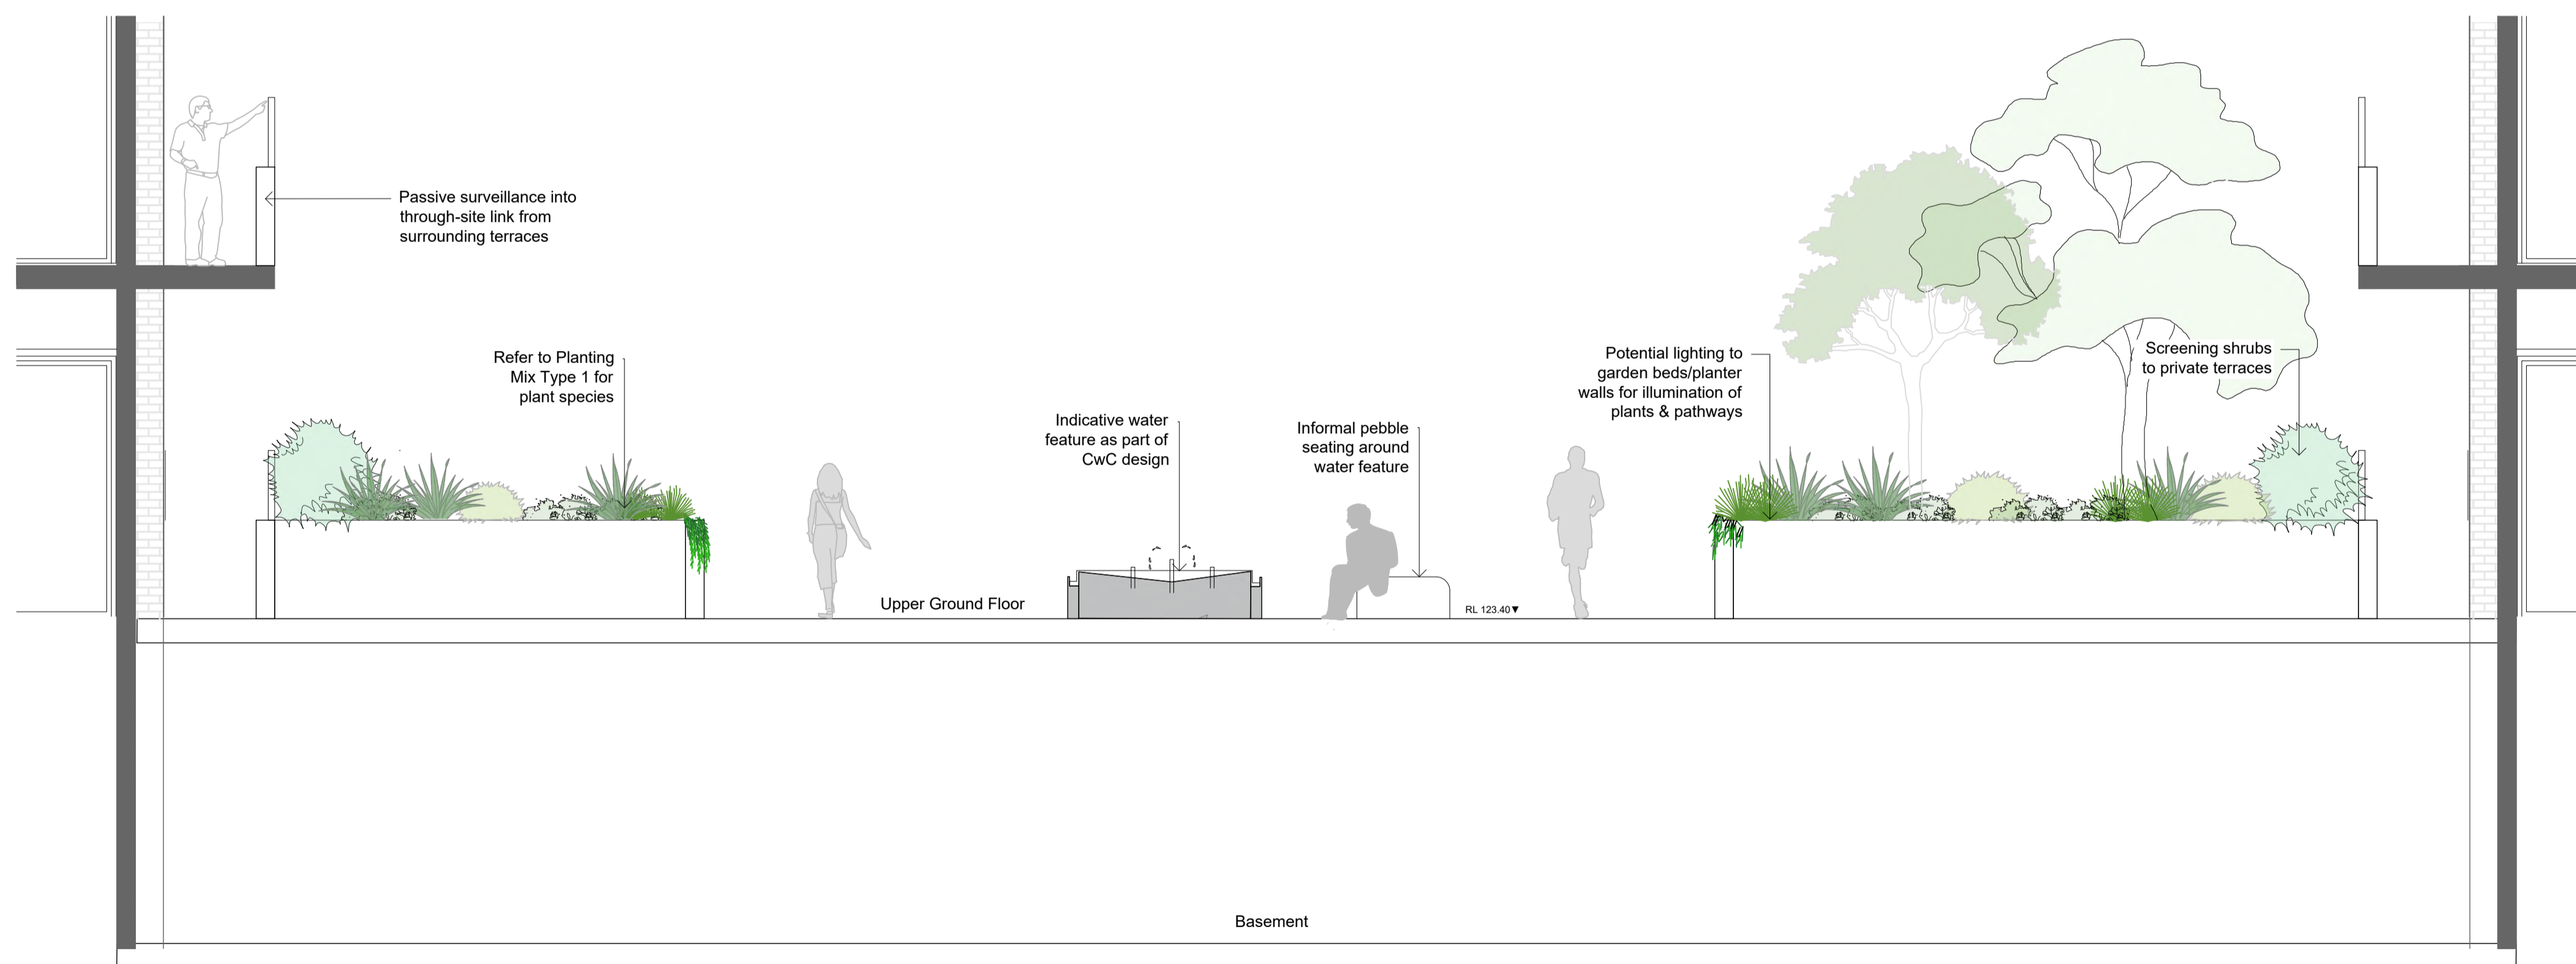 Passive surveillance into
through-site link from
surrounding terraces
Refer to Planting
Mix Type 1 for
plant species
Indicative water
feature as part of
CwC design
Informal pebble
seating around
water feature
Potential lighting to
garden beds/planter
walls for illumination of
plants & pathways
Screening shrubs
to private terraces
Upper Ground Floor
RL 123.40▼
Basement